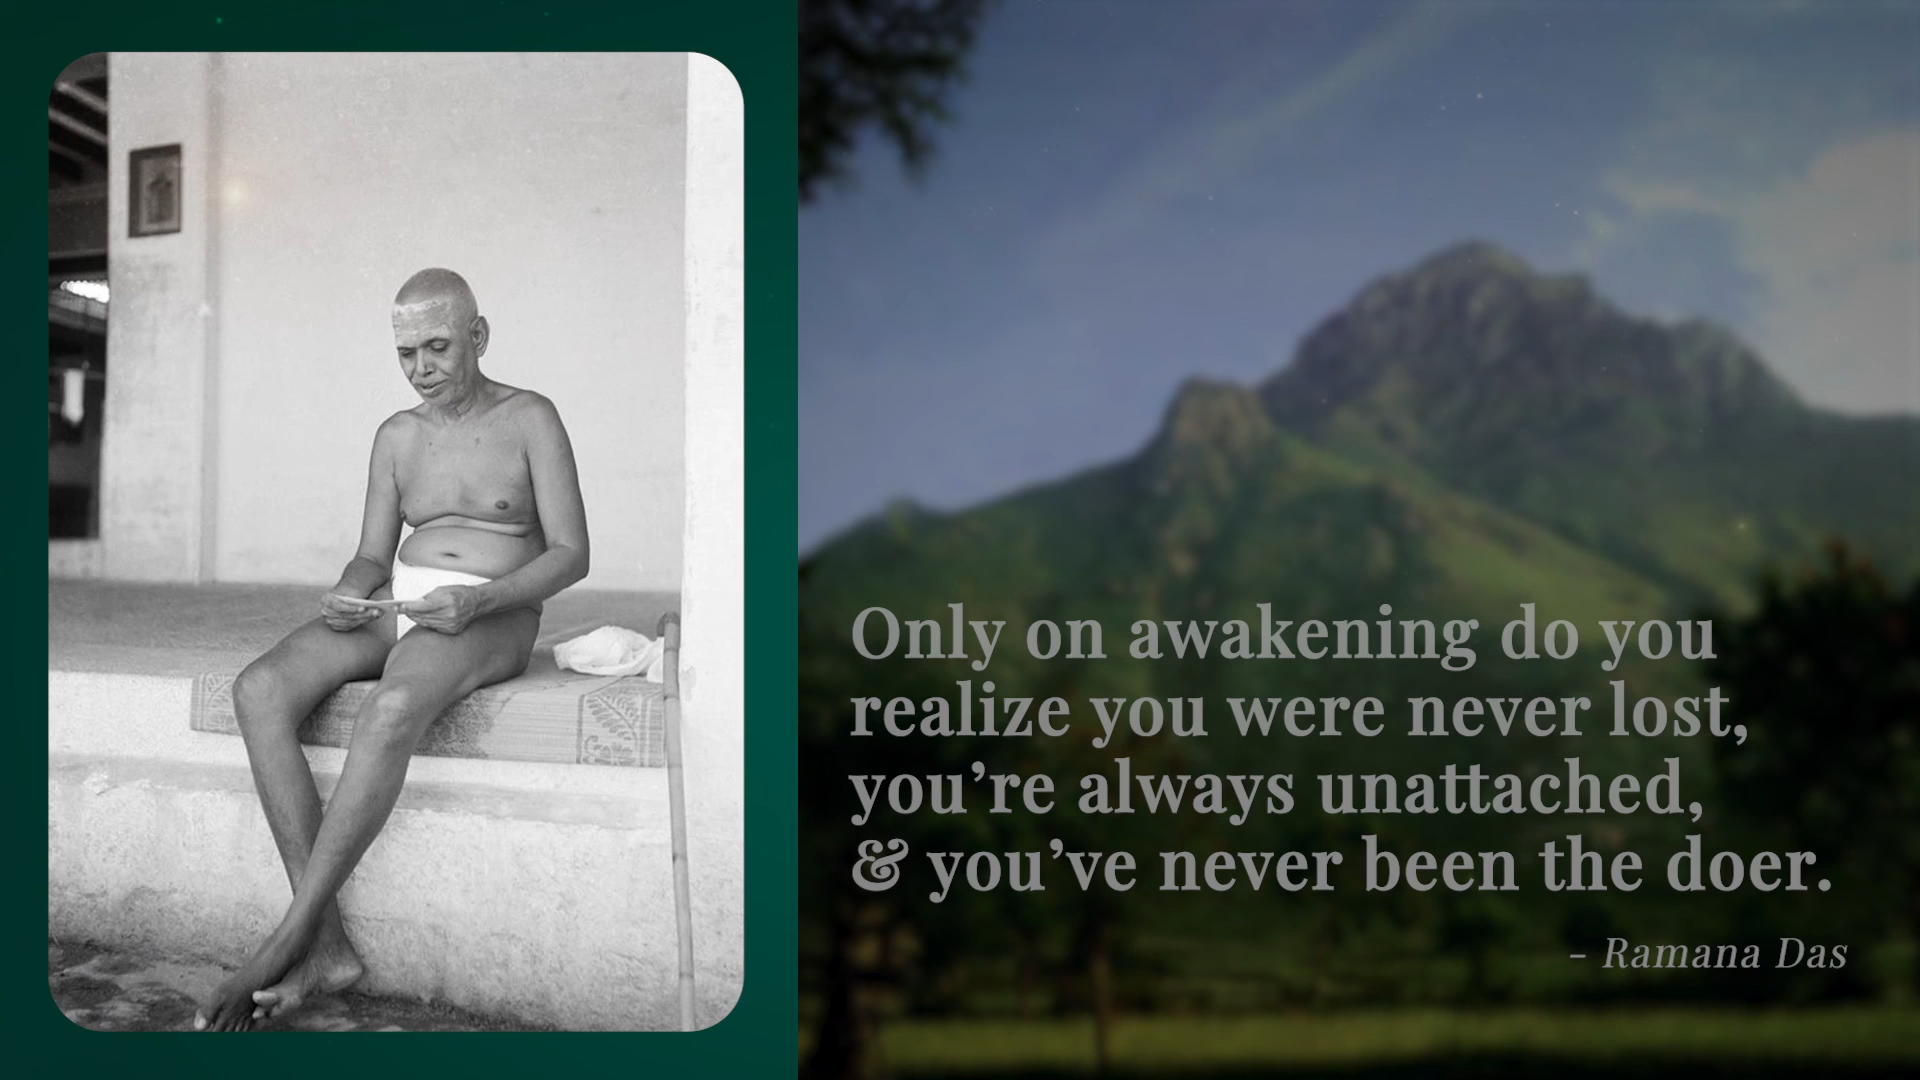 Only on awakening do you
realize you were never lost,
you’re always unattached,
& you’ve never been the doer.
– Ramana Das